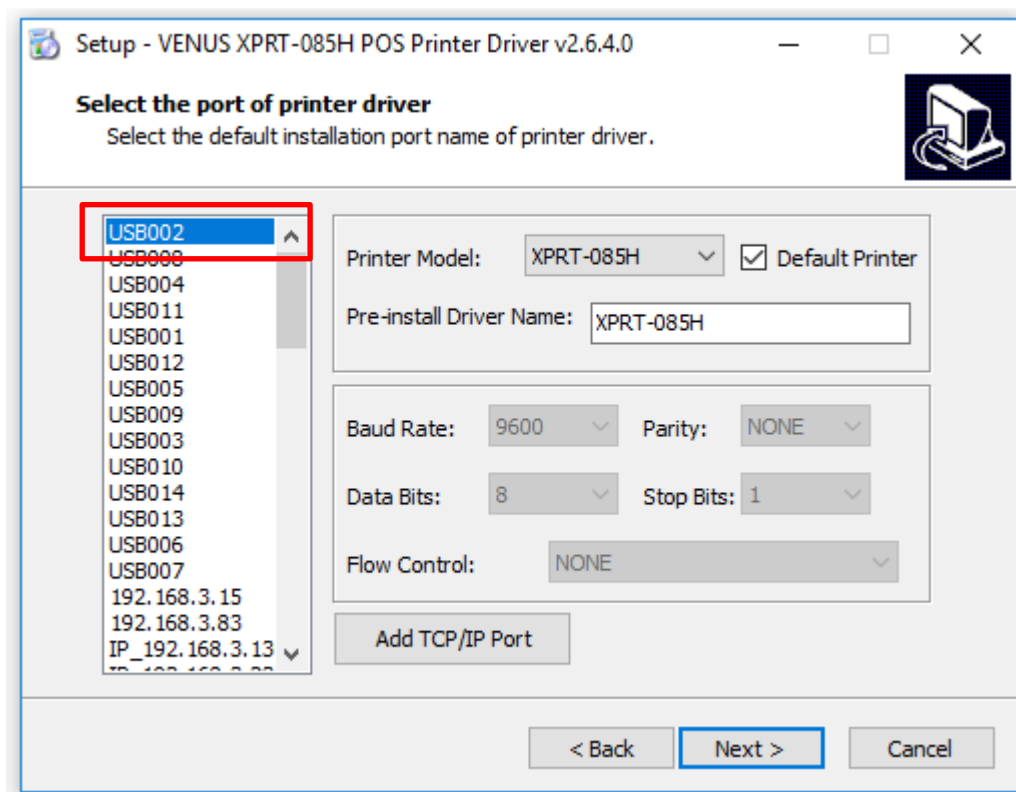 Setup - VENUS XPRT-085H POS Printer Driver v2.6.4.0
Select the port of printer driver
Select the default installation port name of printer driver.
USB002
USB008
USB004
USB011
USB001
USB012
USB005
USB009
USB003
USB010
USB014
USB013
USB006
USB007
192.168.3.15
192.168.3.83
IP_192.168.3.13
Printer Model: XPRT-085H Default Printer
Pre-install Driver Name: XPRT-085H
Baud Rate: 9600 Parity: NONE
Data Bits: 8 Stop Bits: 1
Flow Control: NONE
Add TCP/IP Port
< Back Next > Cancel